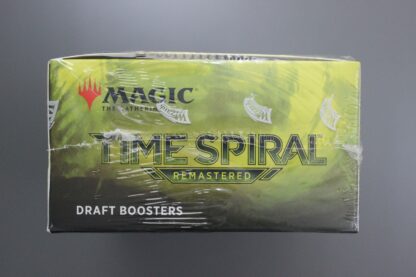 MAGIC
THE GATHERING
TIME SPIRAL
REMASTERED
DRAFT BOOSTERS